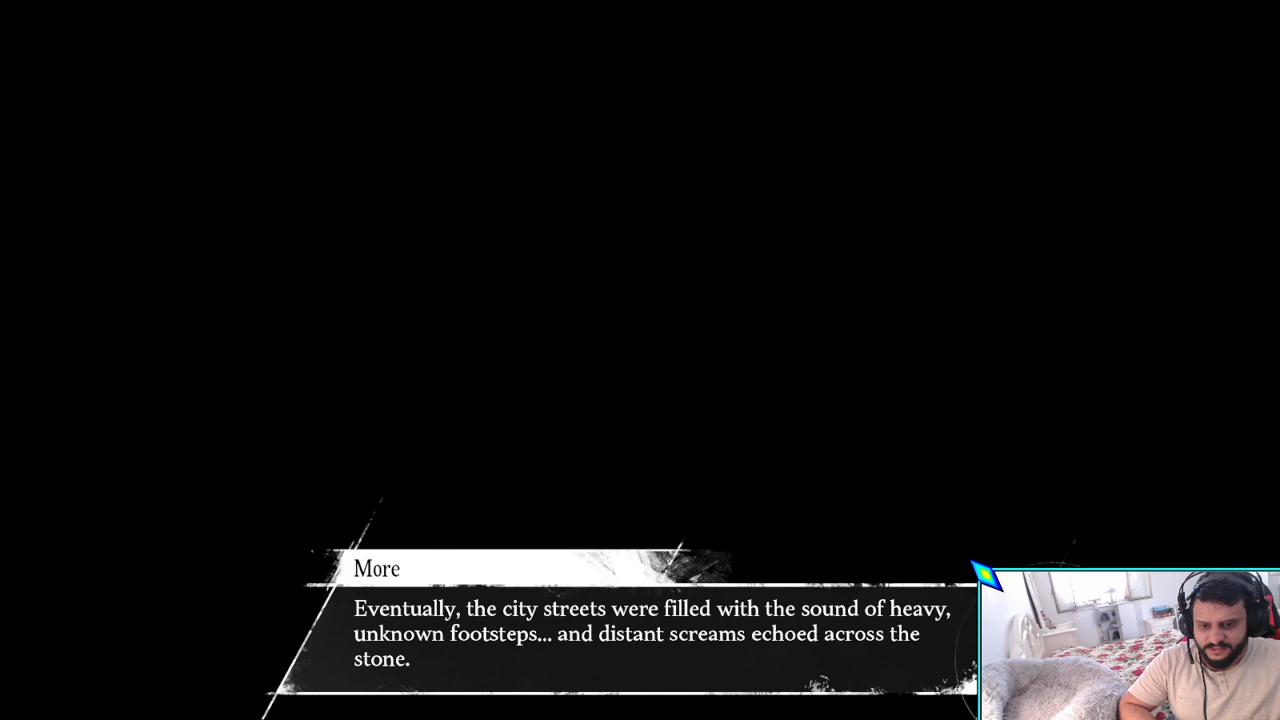 More
Eventually, the city streets were filled with the sound of heavy,
unknown footsteps... and distant screams echoed across the
stone.